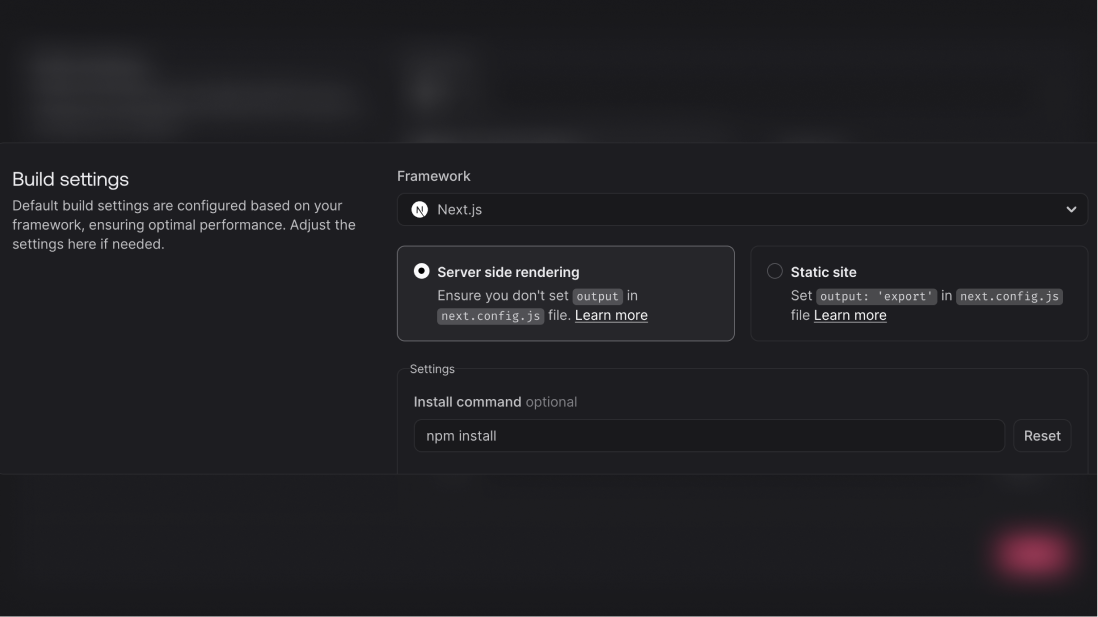 Build settings
Default build settings are configured based on your
framework, ensuring optimal performance. Adjust the
settings here if needed.
Framework
Next.js
Server side rendering
Ensure you don't set output in
next.config.js file. Learn more
Static site
Set output: 'export' in next.config.js
file Learn more
Settings
Install command optional
npm install
Reset